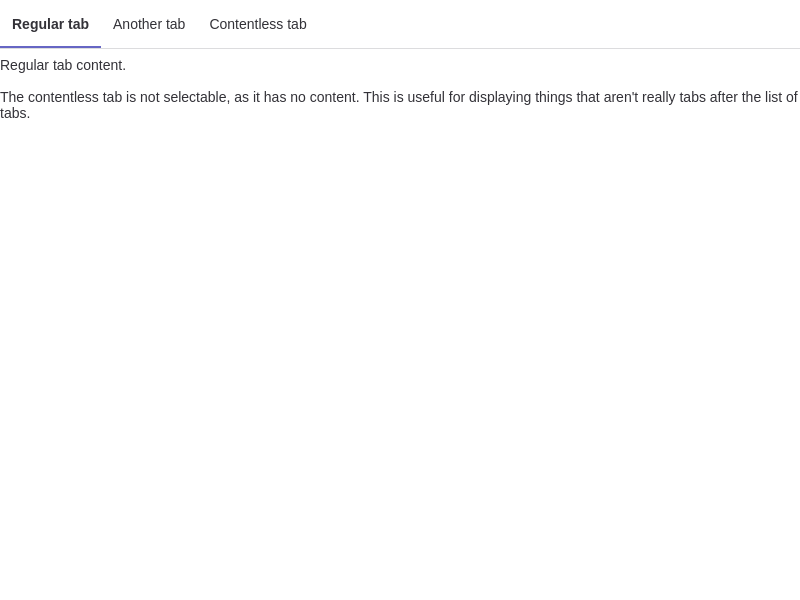 Regular tab Another tab Contentless tab
Regular tab content.
The contentless tab is not selectable, as it has no content. This is useful for displaying things that aren't really tabs after the list of
tabs.